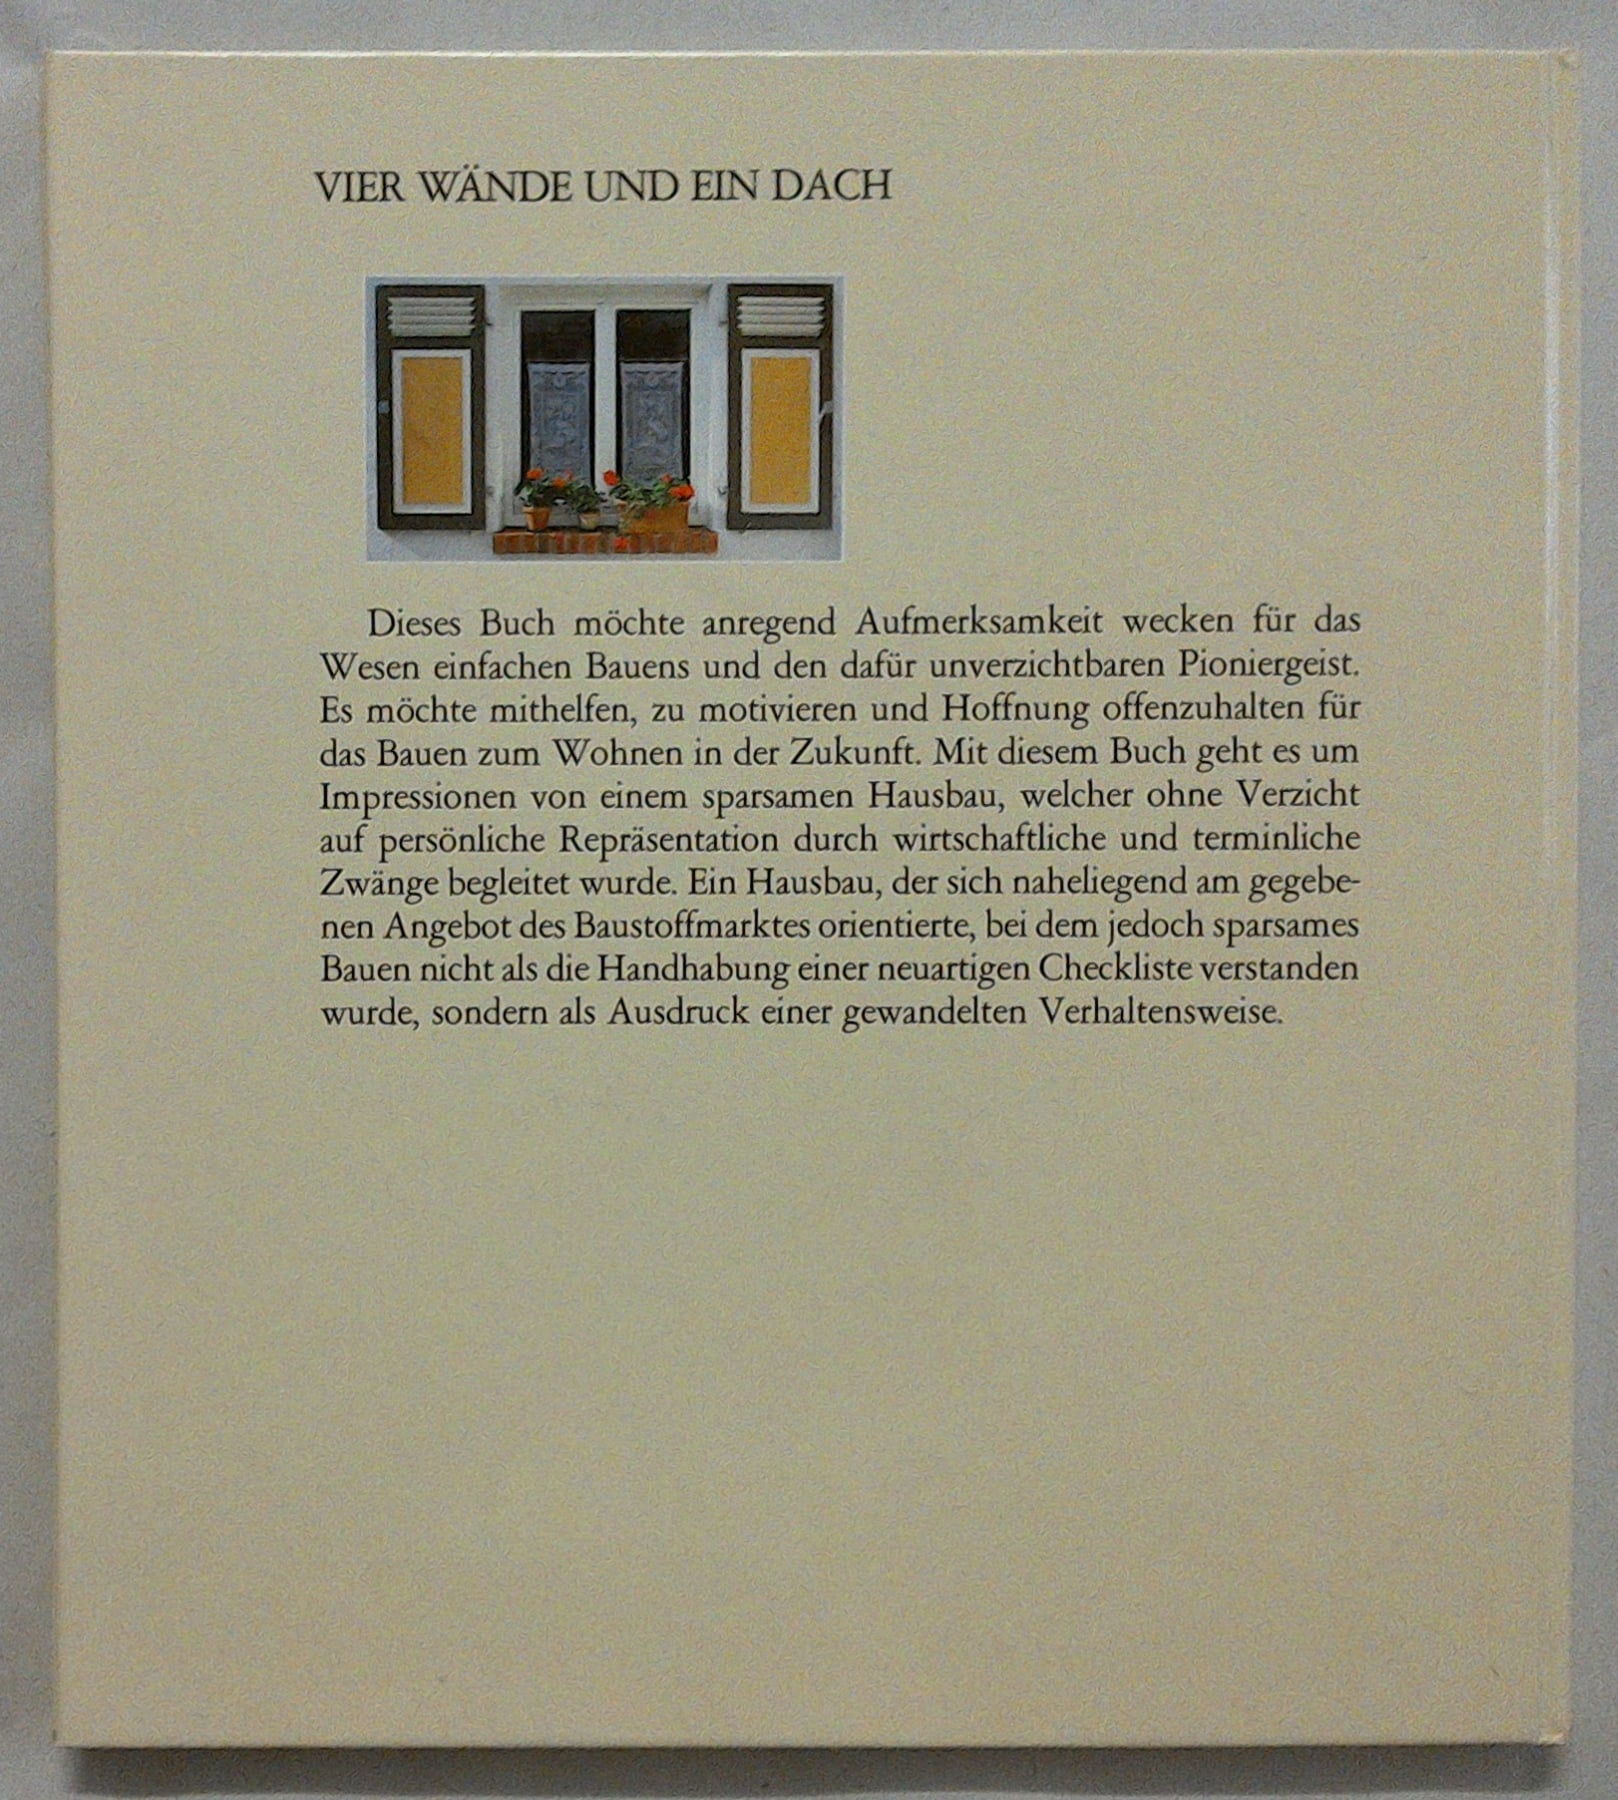 VIER WÄNDE UND EIN DACH
Dieses Buch möchte anregend Aufmerksamkeit wecken für das
Wesen einfachen Bauens und den dafür unverzichtbaren Pioniergeist.
Es möchte mithelfen, zu motivieren und Hoffnung offenzuhalten für
das Bauen zum Wohnen in der Zukunft. Mit diesem Buch geht es um
Impressionen von einem sparsamen Hausbau, welcher ohne Verzicht
auf persönliche Repräsentation durch wirtschaftliche und terminliche
Zwänge begleitet wurde. Ein Hausbau, der sich naheliegend am gegebe-
nen Angebot des Baustoffmarktes orientierte, bei dem jedoch sparsames
Bauen nicht als die Handhabung einer neuartigen Checkliste verstanden
wurde, sondern als Ausdruck einer gewandelten Verhaltensweise.